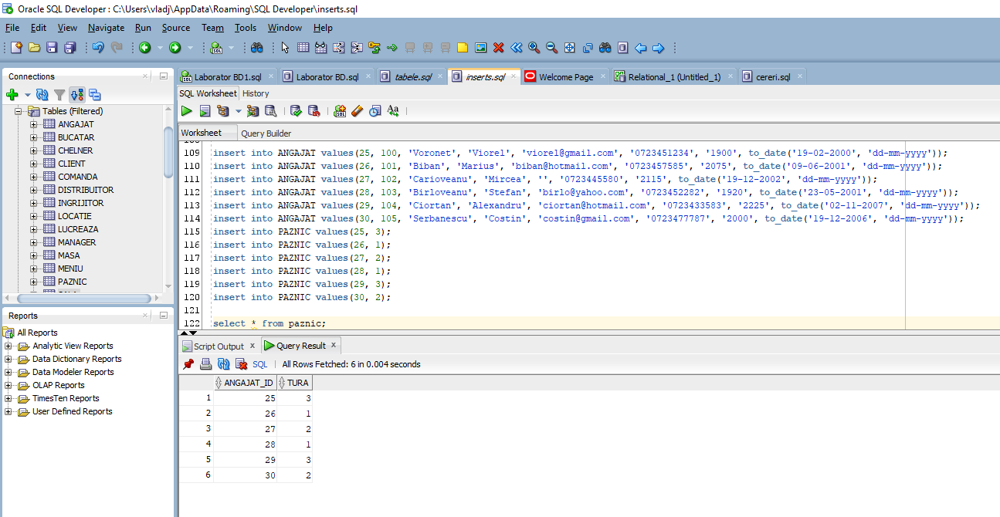 Oracle SQL Developer : C:\Users\vladj\AppData\Roaming\SQL Developer\inserts.sql
File Edit View Navigate Run Source Team Tools Window Help
Connections
Tables (Filtered)
ANGAJAT
BUCATAR
CHELNER
CLIENT
COMANDA
DISTRIBUITOR
INGRIJITOR
LOCATIE
LUCREAZA
MANAGER
MASA
MENIU
PAZNIC
Reports
All Reports
Analytic View Reports
Data Dictionary Reports
Data Modeler Reports
OLAP Reports
TimesTen Reports
User Defined Reports
Laborator BD1.sql Laborator BD.sql tabele.sql inserts.sql Welcome Page Relational_1 (Untitled_1) cereri.sql
SQL Worksheet History
Worksheet Query Builder
109 insert into ANGAJAT values(25, 100, 'Voronet', 'Viorel', 'viorel@gmail.com', '0723451234', '1900', to_date('19-02-2000', 'dd-mm-yyyy'));
110 insert into ANGAJAT values(26, 101, 'Biban', 'Marius', 'biban@hotmail.com', '0723457585', '2075', to_date('09-06-2001', 'dd-mm-yyyy'));
111 insert into ANGAJAT values(27, 102, 'Carioveanu', 'Mircea', '', '0723445580', '2115', to_date('19-12-2002', 'dd-mm-yyyy'));
112 insert into ANGAJAT values(28, 103, 'Birloveanu', 'Stefan', 'birlo@yahoo.com', '0723452282', '1920', to_date('23-05-2001', 'dd-mm-yyyy'));
113 insert into ANGAJAT values(29, 104, 'Ciortan', 'Alexandru', 'ciortan@hotmail.com', '0723433583', '2225', to_date('02-11-2007', 'dd-mm-yyyy'));
114 insert into ANGAJAT values(30, 105, 'Serbanescu', 'Costin', 'costin@gmail.com', '0723477787', '2000', to_date('19-12-2006', 'dd-mm-yyyy'));
115 insert into PAZNIC values(25, 3);
116 insert into PAZNIC values(26, 1);
117 insert into PAZNIC values(27, 2);
118 insert into PAZNIC values(28, 1);
119 insert into PAZNIC values(29, 3);
120 insert into PAZNIC values(30, 2);
121
122 select * from paznic;
Script Output Query Result
SQL All Rows Fetched: 6 in 0.004 seconds
ANGAJAT_ID TURA
1 25 3
2 26 1
3 27 2
4 28 1
5 29 3
6 30 2